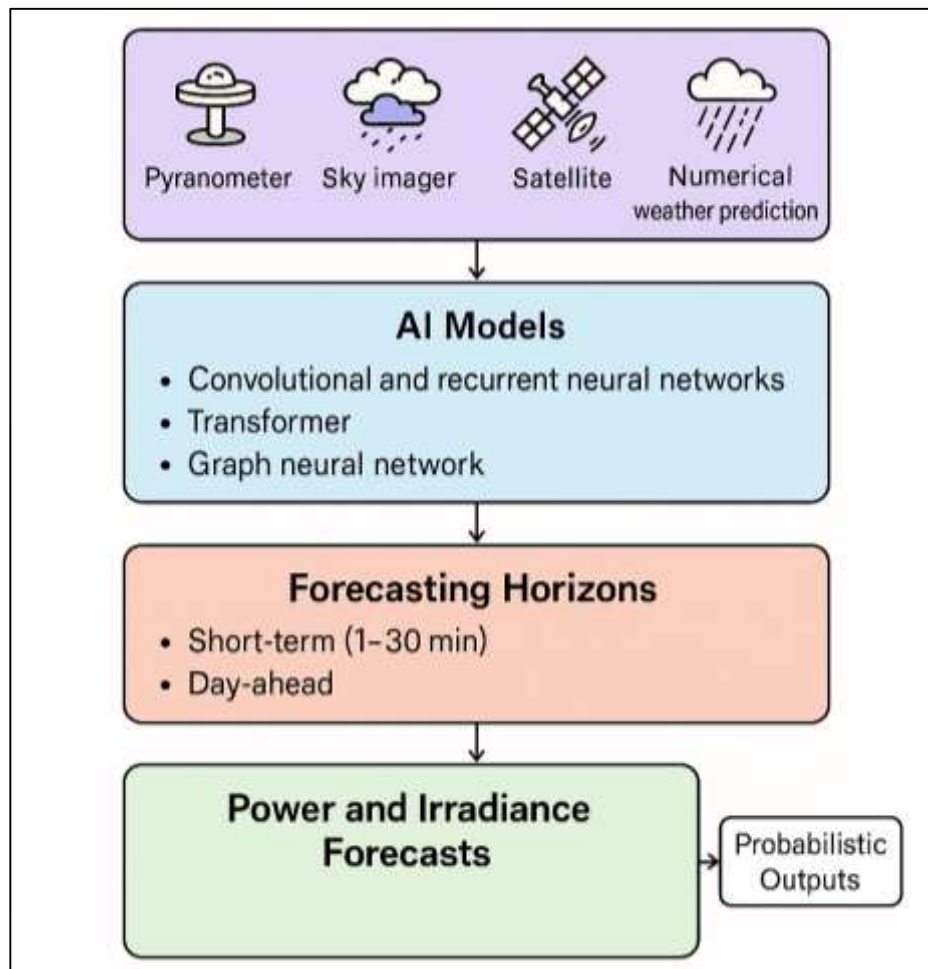 Pyranometer
Sky imager
Satellite
Numerical
weather prediction
AI Models
• Convolutional and recurrent neural networks
• Transformer
• Graph neural network
Forecasting Horizons
• Short-term (1–30 min)
• Day-ahead
Power and Irradiance
Forecasts
Probabilistic
Outputs